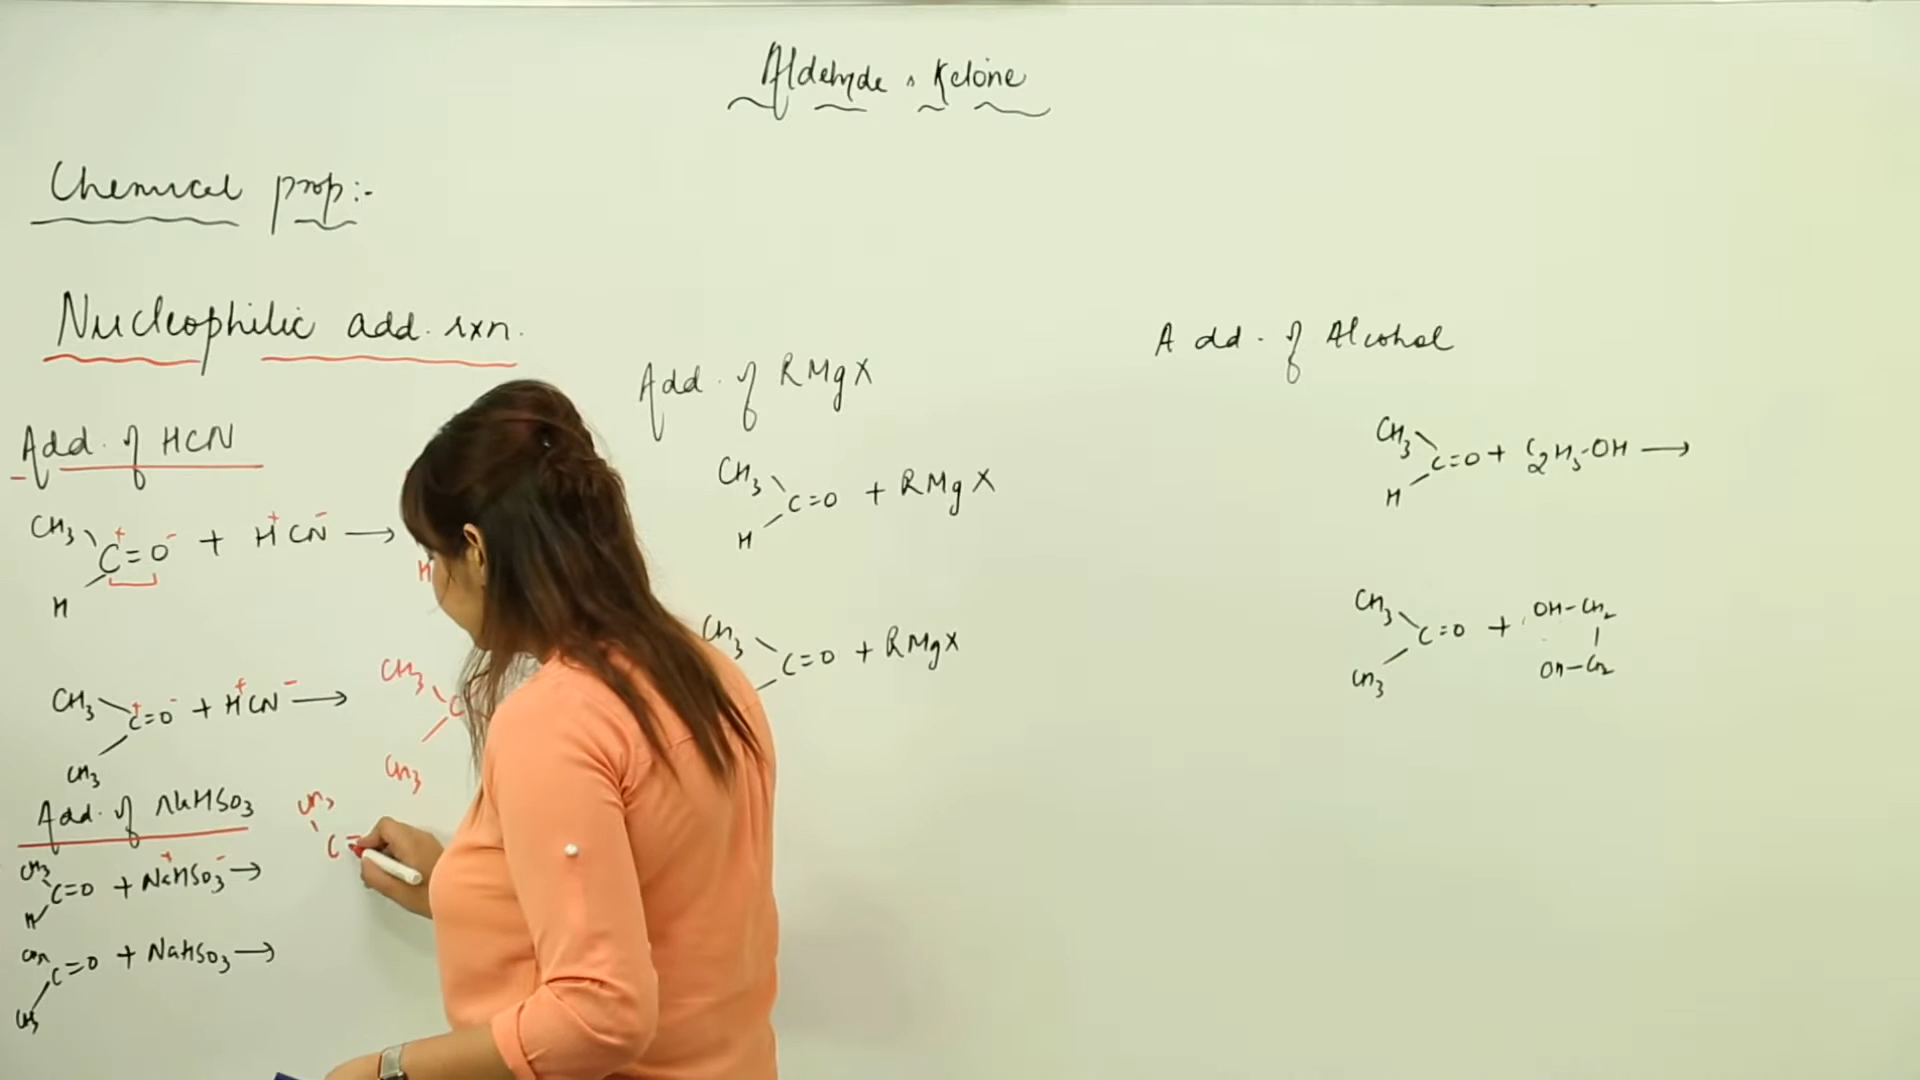 Aldehyde & Ketone
Chemical prop:-
Nucleophilic add. rxn.
Add. of HCN
CH3
C=O + HCN →
+ - + -
H
H
CH3
C=O + HCN →
+ - + -
CH3
CH3
C
CH3
Add. of NaHSO3
CH3
C=O + NaHSO3 →
+ -
H
CH3
C=
C=O + NaHSO3 →
CH3
Add. of RMgX
CH3
C=O + RMgX
H
CH3
C=O + RMgX
Add. of Alcohol
CH3
C=O + C2H5-OH →
H
CH3
C=O + OH-CH2
CH3
OH-CH2